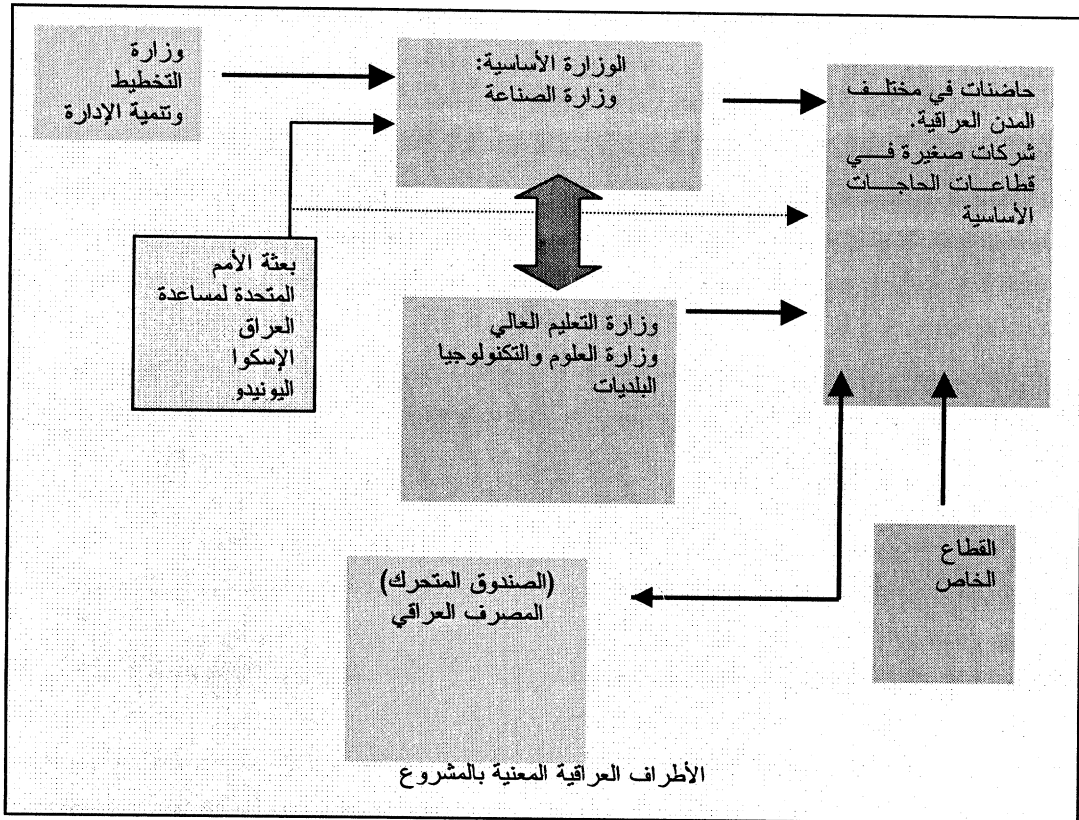 وزارة
التخطيط
وتنمية الإدارة
الوزارة الأساسية:
وزارة الصناعة
حاضنات في مختلف
المدن العراقية.
شركات صغيرة في
قطاعات الحاجات
الأساسية
بعثة الأمم
المتحدة لمساعدة
العراق
الإسكوا
اليونيدو
وزارة التعليم العالي
وزارة العلوم والتكنولوجيا
البلديات
(الصندوق المتحرك)
المصرف العراقي
القطاع
الخاص
الأطراف العراقية المعنية بالمشروع